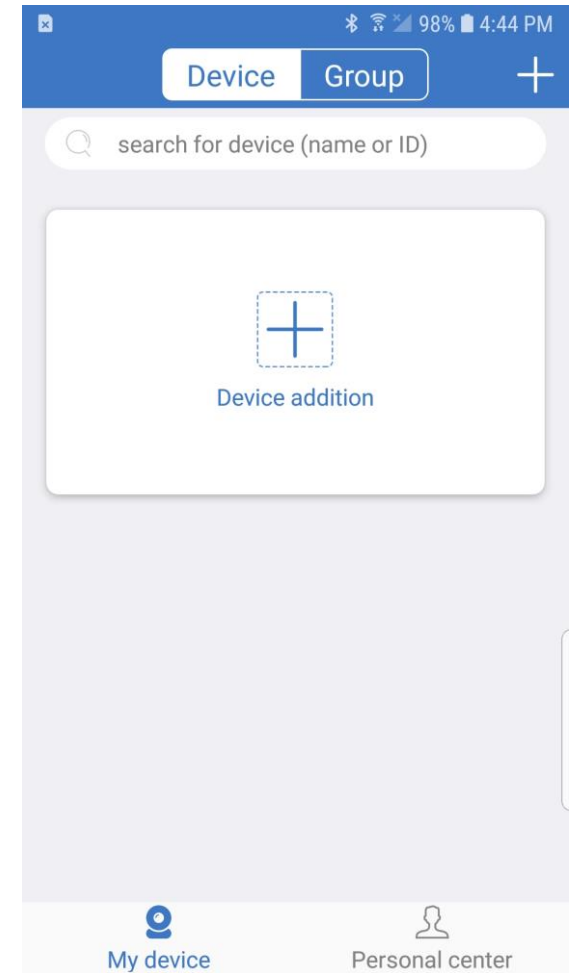 98% 4:44 PM
Device Group
search for device (name or ID)
Device addition
My device Personal center